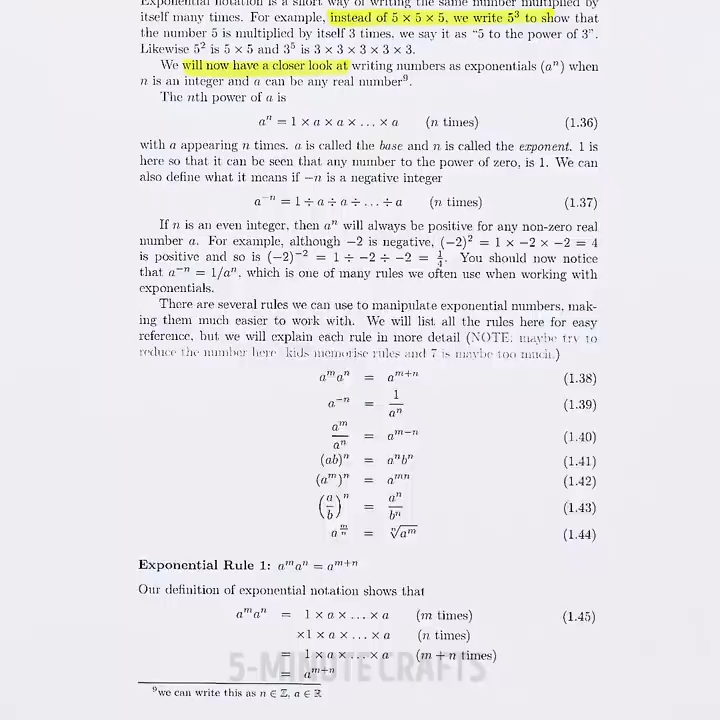 Exponential notation is a short way of writing the same number multiplied by
itself many times. For example, instead of 5 × 5 × 5, we write 5³ to show that
the number 5 is multiplied by itself 3 times, we say it as “5 to the power of 3”.
Likewise 5² is 5 × 5 and 3⁵ is 3 × 3 × 3 × 3 × 3.
We will now have a closer look at writing numbers as exponentials (aⁿ) when
n is an integer and a can be any real number⁹.
The nth power of a is
aⁿ = 1 × a × a × . . . × a (n times) (1.36)
with a appearing n times. a is called the base and n is called the exponent. 1 is
here so that it can be seen that any number to the power of zero, is 1. We can
also define what it means if −n is a negative integer
a⁻ⁿ = 1 ÷ a ÷ a ÷ . . . ÷ a (n times) (1.37)
If n is an even integer, then aⁿ will always be positive for any non-zero real
number a. For example, although −2 is negative, (−2)² = 1 × −2 × −2 = 4
is positive and so is (−2)⁻² = 1 ÷ −2 ÷ −2 = 1/4. You should now notice
that a⁻ⁿ = 1/aⁿ, which is one of many rules we often use when working with
exponentials.
There are several rules we can use to manipulate exponential numbers, mak-
ing them much easier to work with. We will list all the rules here for easy
reference, but we will explain each rule in more detail (NOTE: maybe try to
reduce the number here kids memorise rules and 7 is maybe too much.)
aᵐaⁿ = aᵐ⁺ⁿ (1.38)
a⁻ⁿ = 1/aⁿ (1.39)
aᵐ/aⁿ = aᵐ⁻ⁿ (1.40)
(ab)ⁿ = aⁿbⁿ (1.41)
(aᵐ)ⁿ = aᵐⁿ (1.42)
(a/b)ⁿ = aⁿ/bⁿ (1.43)
a^(m/n) = ⁿ√aᵐ (1.44)
Exponential Rule 1: aᵐaⁿ = aᵐ⁺ⁿ
Our definition of exponential notation shows that
aᵐaⁿ = 1 × a × . . . × a (m times) (1.45)
×1 × a × . . . × a (n times)
= 1 × a × . . . × a (m + n times)
= aᵐ⁺ⁿ
5-MINUTE CRAFTS
⁹we can write this as n ∈ ℤ, a ∈ ℝ